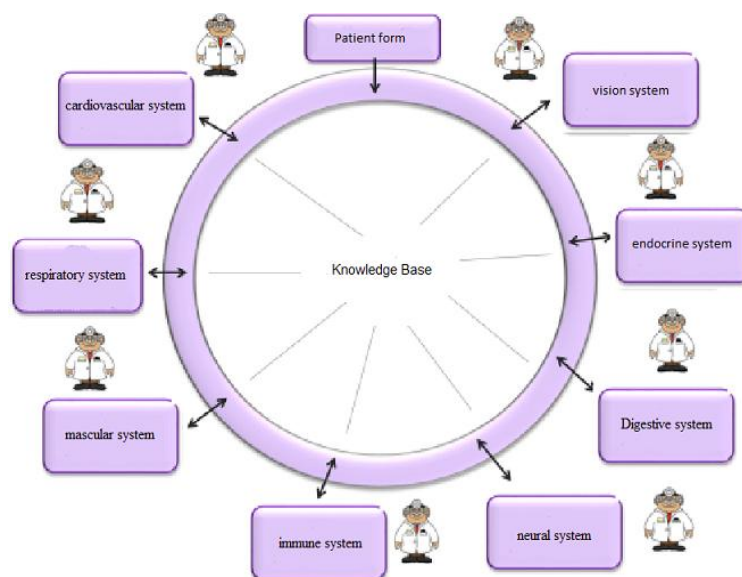 Patient form
cardiovascular system
vision system
respiratory system
Knowledge Base
endocrine system
mascular system
Digestive system
immune system
neural system